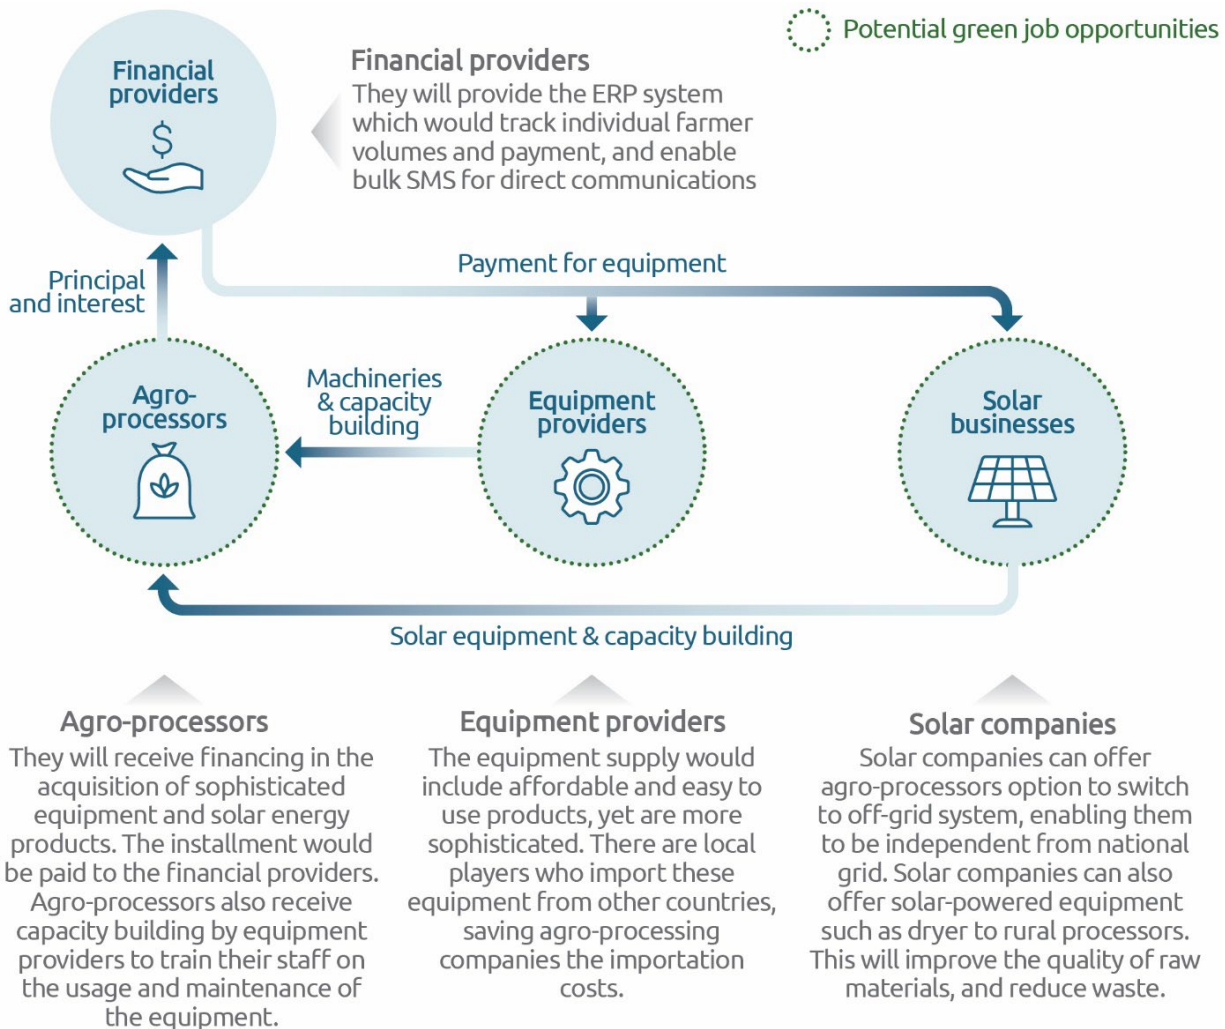 Potential green job opportunities
Financial
providers
$
Financial providers
They will provide the ERP system
which would track individual farmer
volumes and payment, and enable
bulk SMS for direct communications
Principal
and interest
Payment for equipment
Agro-
processors
Machineries
& capacity
building
Equipment
providers
Solar
businesses
Solar equipment & capacity building
Agro-processors
They will receive financing in the
acquisition of sophisticated
equipment and solar energy
products. The installment would
be paid to the financial providers.
Agro-processors also receive
capacity building by equipment
providers to train their staff on
the usage and maintenance of
the equipment.
Equipment providers
The equipment supply would
include affordable and easy to
use products, yet are more
sophisticated. There are local
players who import these
equipment from other countries,
saving agro-processing
companies the importation
costs.
Solar companies
Solar companies can offer
agro-processors option to switch
to off-grid system, enabling them
to be independent from national
grid. Solar companies can also
offer solar-powered equipment
such as dryer to rural processors.
This will improve the quality of raw
materials, and reduce waste.